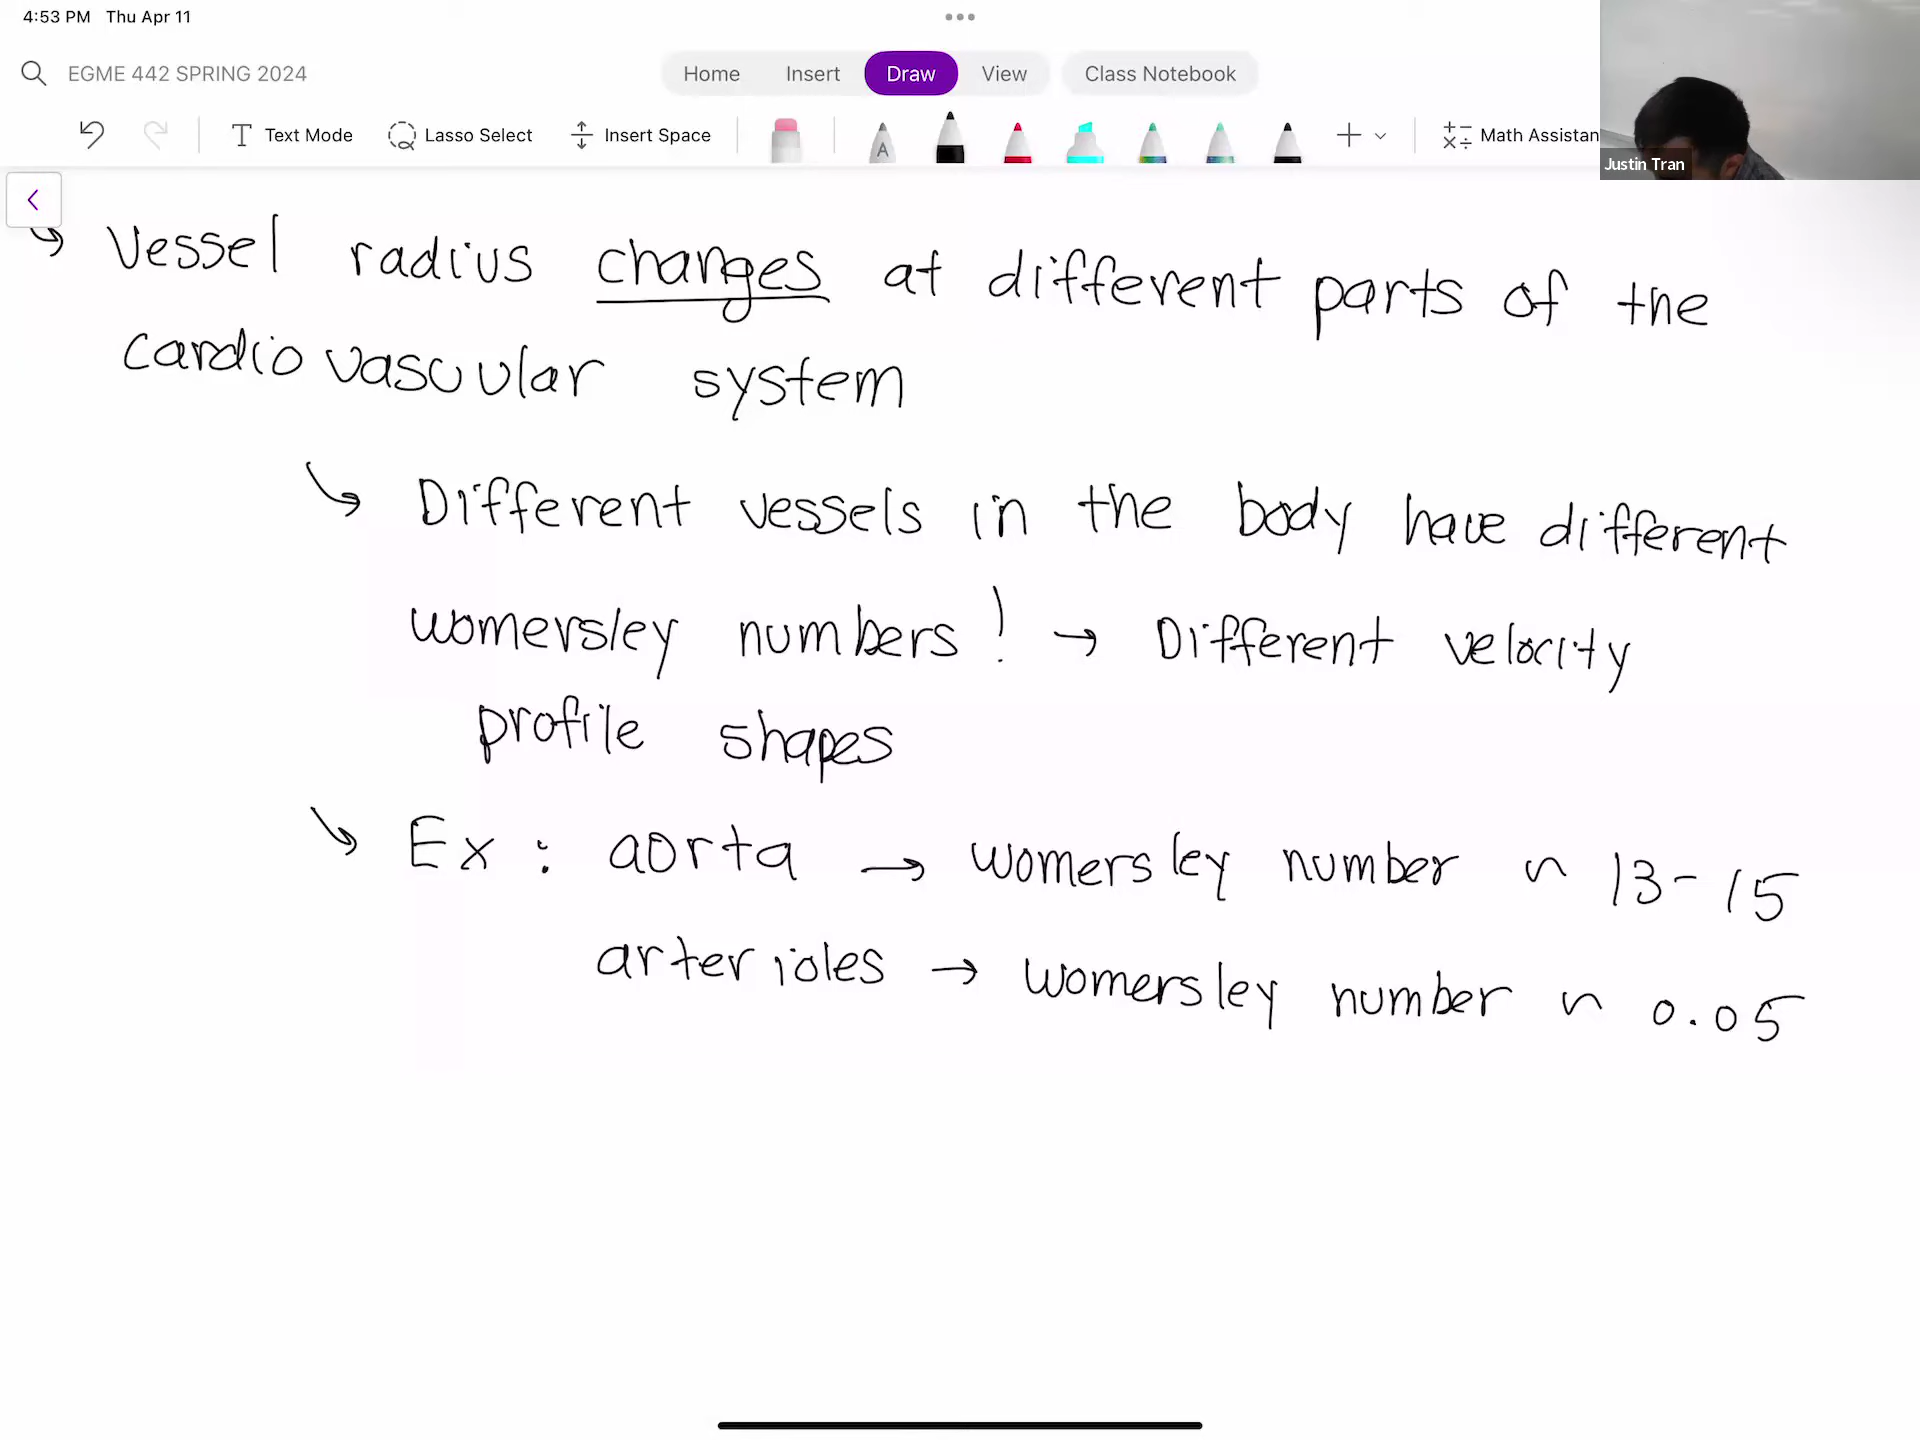 4:53 PM Thu Apr 11
EGME 442 SPRING 2024
Home Insert Draw View Class Notebook
Text Mode Lasso Select Insert Space A Math Assistan
Justin Tran
↳ Vessel radius changes at different parts of the
cardiovascular system
↳ Different vessels in the body have different
womersley numbers! → Different velocity
profile shapes
↳ Ex: aorta → womersley number ~ 13-15
arterioles → womersley number ~ 0.05